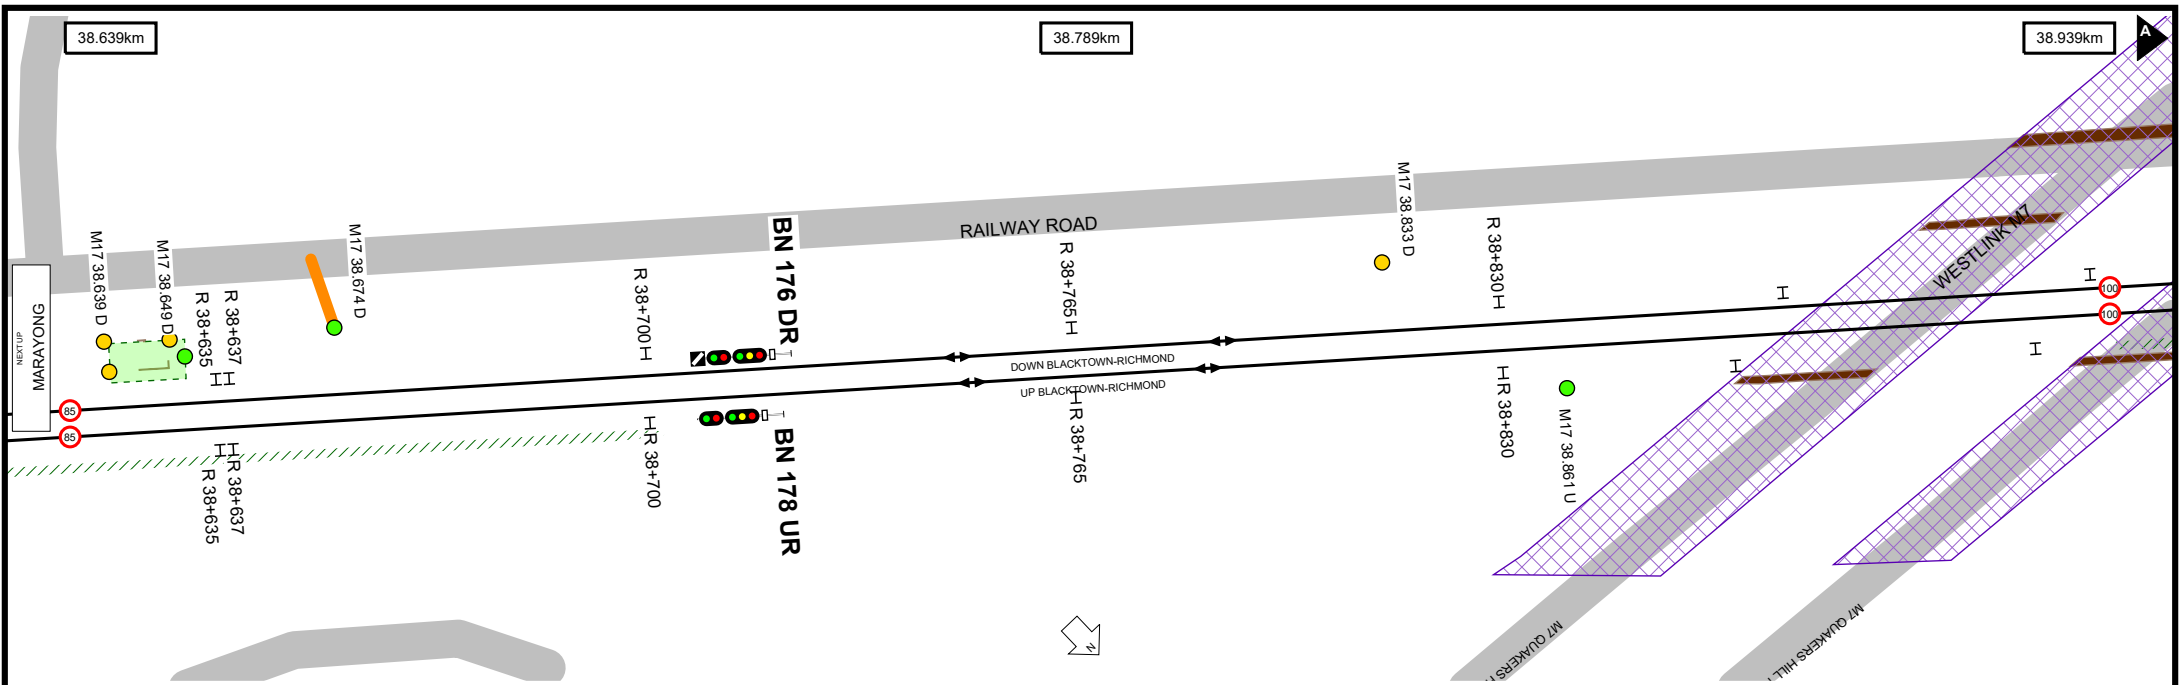 38.639km
38.789km
38.939km
A
NEXT UP
MARAYONG
M17 38.639 D
M17 38.649 D
R 38+635
R 38+637
M17 38.674 D
R 38+700
BN 176 DR
RAILWAY ROAD
R 38+765
M17 38.833 D
R 38+830
WESTLINK M7
100
100
DOWN BLACKTOWN-RICHMOND
UP BLACKTOWN-RICHMOND
85
85
R 38+635
R 38+637
R 38+700
BN 178 UR
R 38+765
R 38+830
M17 38.861 U
N
M7 QUAKERS H
M7 QUAKERS HILL